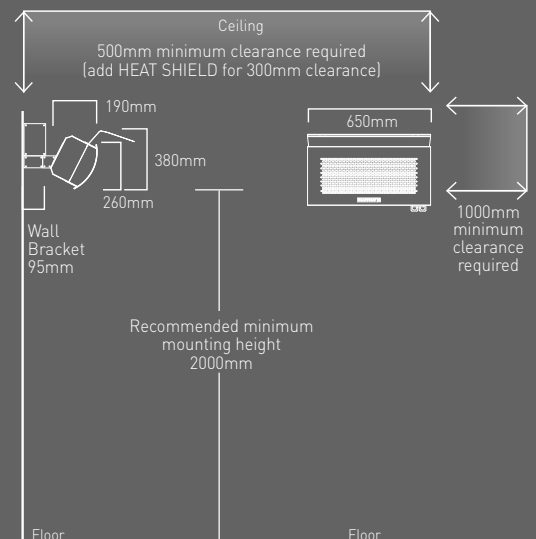 Ceiling
500mm minimum clearance required
(add HEAT SHIELD for 300mm clearance)
190mm
650mm
380mm
260mm
Wall
Bracket
95mm
1000mm
minimum
clearance
required
Recommended minimum
mounting height
2000mm
Floor
Floor